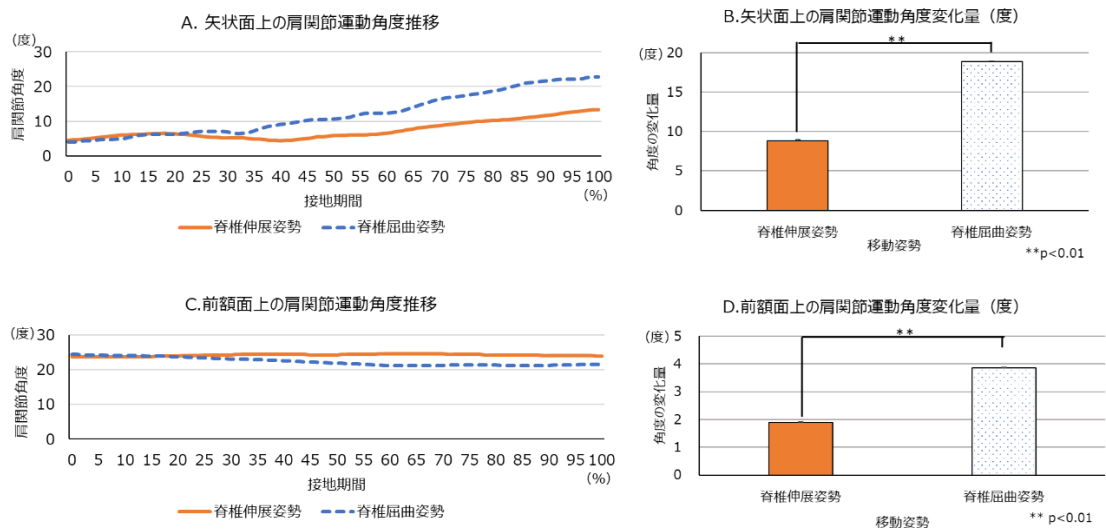 A. 矢状面上の肩関節運動角度推移
(度)
30
20
10
0
肩関節角度
0 5 10 15 20 25 30 35 40 45 50 55 60 65 70 75 80 85 90 95 100
(%)
接地期間
脊椎伸展姿勢 脊椎屈曲姿勢
B.矢状面上の肩関節運動角度変化量（度）
**
(度)
20
15
10
5
0
角度の変化量
脊椎伸展姿勢 脊椎屈曲姿勢
移動姿勢
**p<0.01
C.前額面上の肩関節運動角度推移
(度)
30
20
10
0
肩関節角度
0 5 10 15 20 25 30 35 40 45 50 55 60 65 70 75 80 85 90 95 100
(%)
接地期間
脊椎伸展姿勢 脊椎屈曲姿勢
D.前額面上の肩関節運動角度変化量（度）
**
(度)
5
4
3
2
1
0
角度の変化量
脊椎伸展姿勢 脊椎屈曲姿勢
移動姿勢
** p<0.01